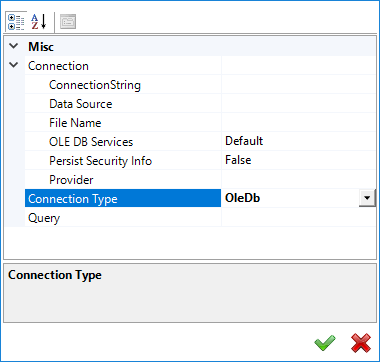 A
Z
Misc
Connection
ConnectionString
Data Source
File Name
OLE DB Services Default
Persist Security Info False
Provider
Connection Type OleDb
Query
Connection Type